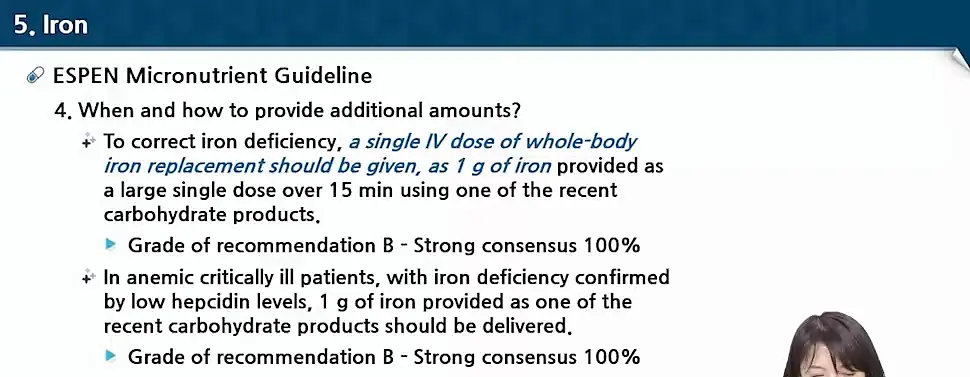 5. Iron
ESPEN Micronutrient Guideline
4. When and how to provide additional amounts?
To correct iron deficiency, a single IV dose of whole-body
iron replacement should be given, as 1 g of iron provided as
a large single dose over 15 min using one of the recent
carbohydrate products.
Grade of recommendation B - Strong consensus 100%
In anemic critically ill patients, with iron deficiency confirmed
by low hepcidin levels, 1 g of iron provided as one of the
recent carbohydrate products should be delivered.
Grade of recommendation B - Strong consensus 100%